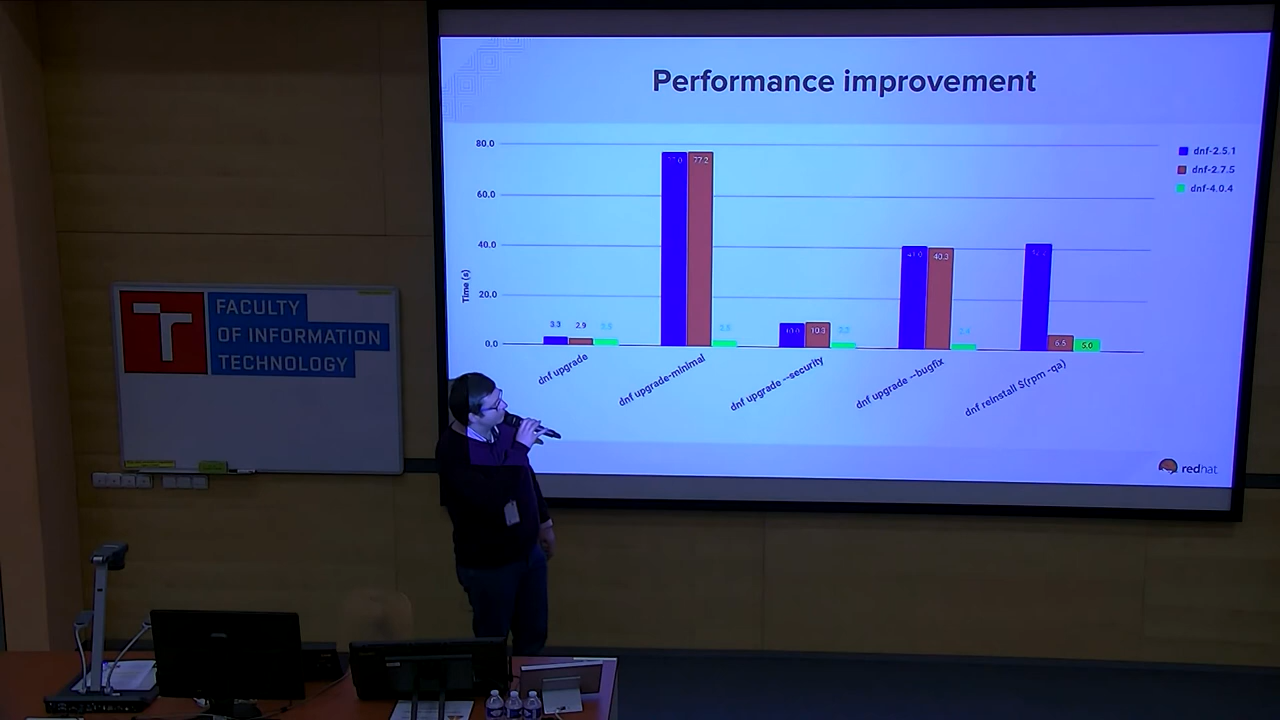 Performance improvement
80.0
60.0
40.0
20.0
0.0
Time (s)
dnf-2.5.1
dnf-2.7.5
dnf-4.0.4
3.3
2.9
77.2
10.3
40.3
6.5
5.0
dnf upgrade
dnf upgrade-minimal
dnf upgrade --security
dnf upgrade --bugfix
dnf reinstall $(rpm -qa)
redhat
FACULTY
OF INFORMATION
TECHNOLOGY